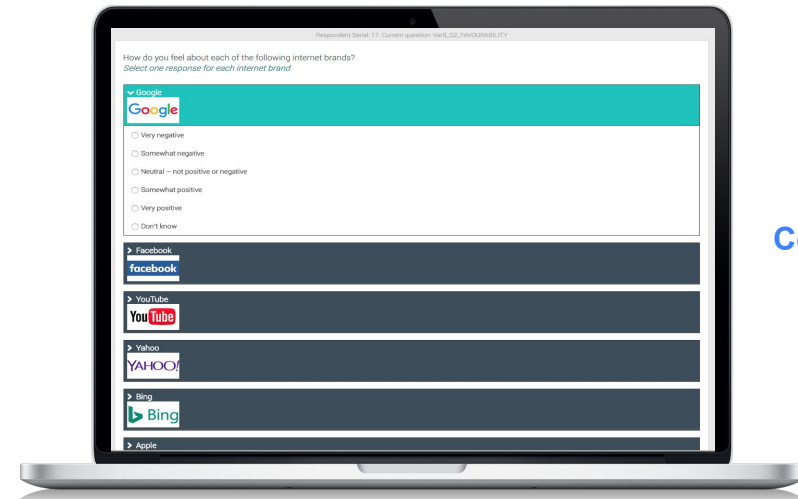 Respondent Serial: 17, Current question: VarB_Q2_FAVOURABILITY
How do you feel about each of the following internet brands?
Select one response for each internet brand
Google
Google
Very negative
Somewhat negative
Neutral – not positive or negative
Somewhat positive
Very positive
Don't know
Facebook
facebook
YouTube
YouTube
Yahoo
YAHOO!
Bing
Bing
Apple